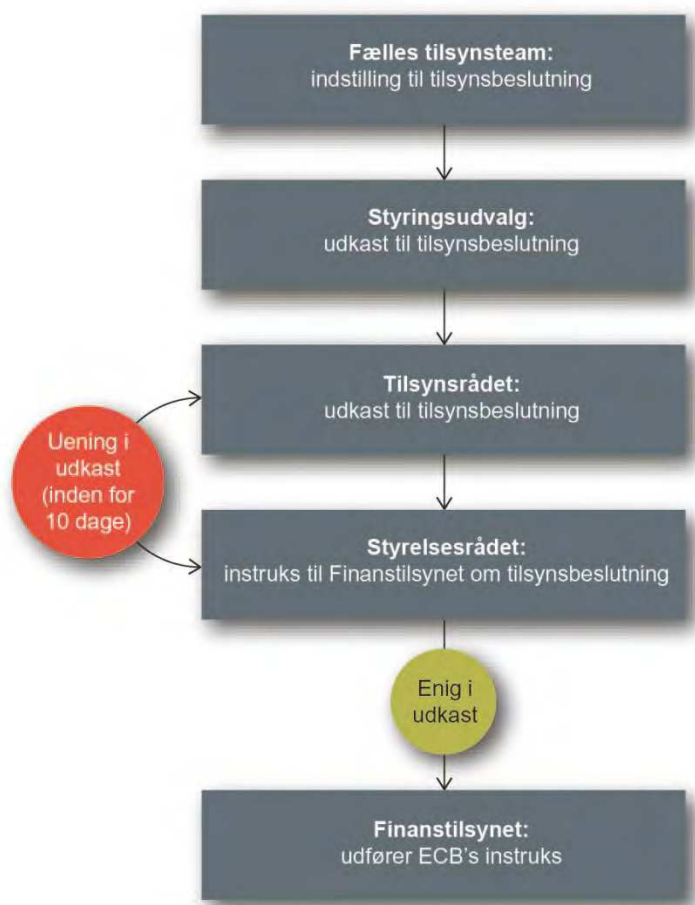 Fælles tilsynsteam:
indstilling til tilsynsbeslutning
Styringsudvalg:
udkast til tilsynsbeslutning
Tilsynsrådet:
udkast til tilsynsbeslutning
Uening i
udkast
(inden for
10 dage)
Styrelsesrådet:
instruks til Finanstilsynet om tilsynsbeslutning
Enig i
udkast
Finanstilsynet:
udfører ECB's instruks